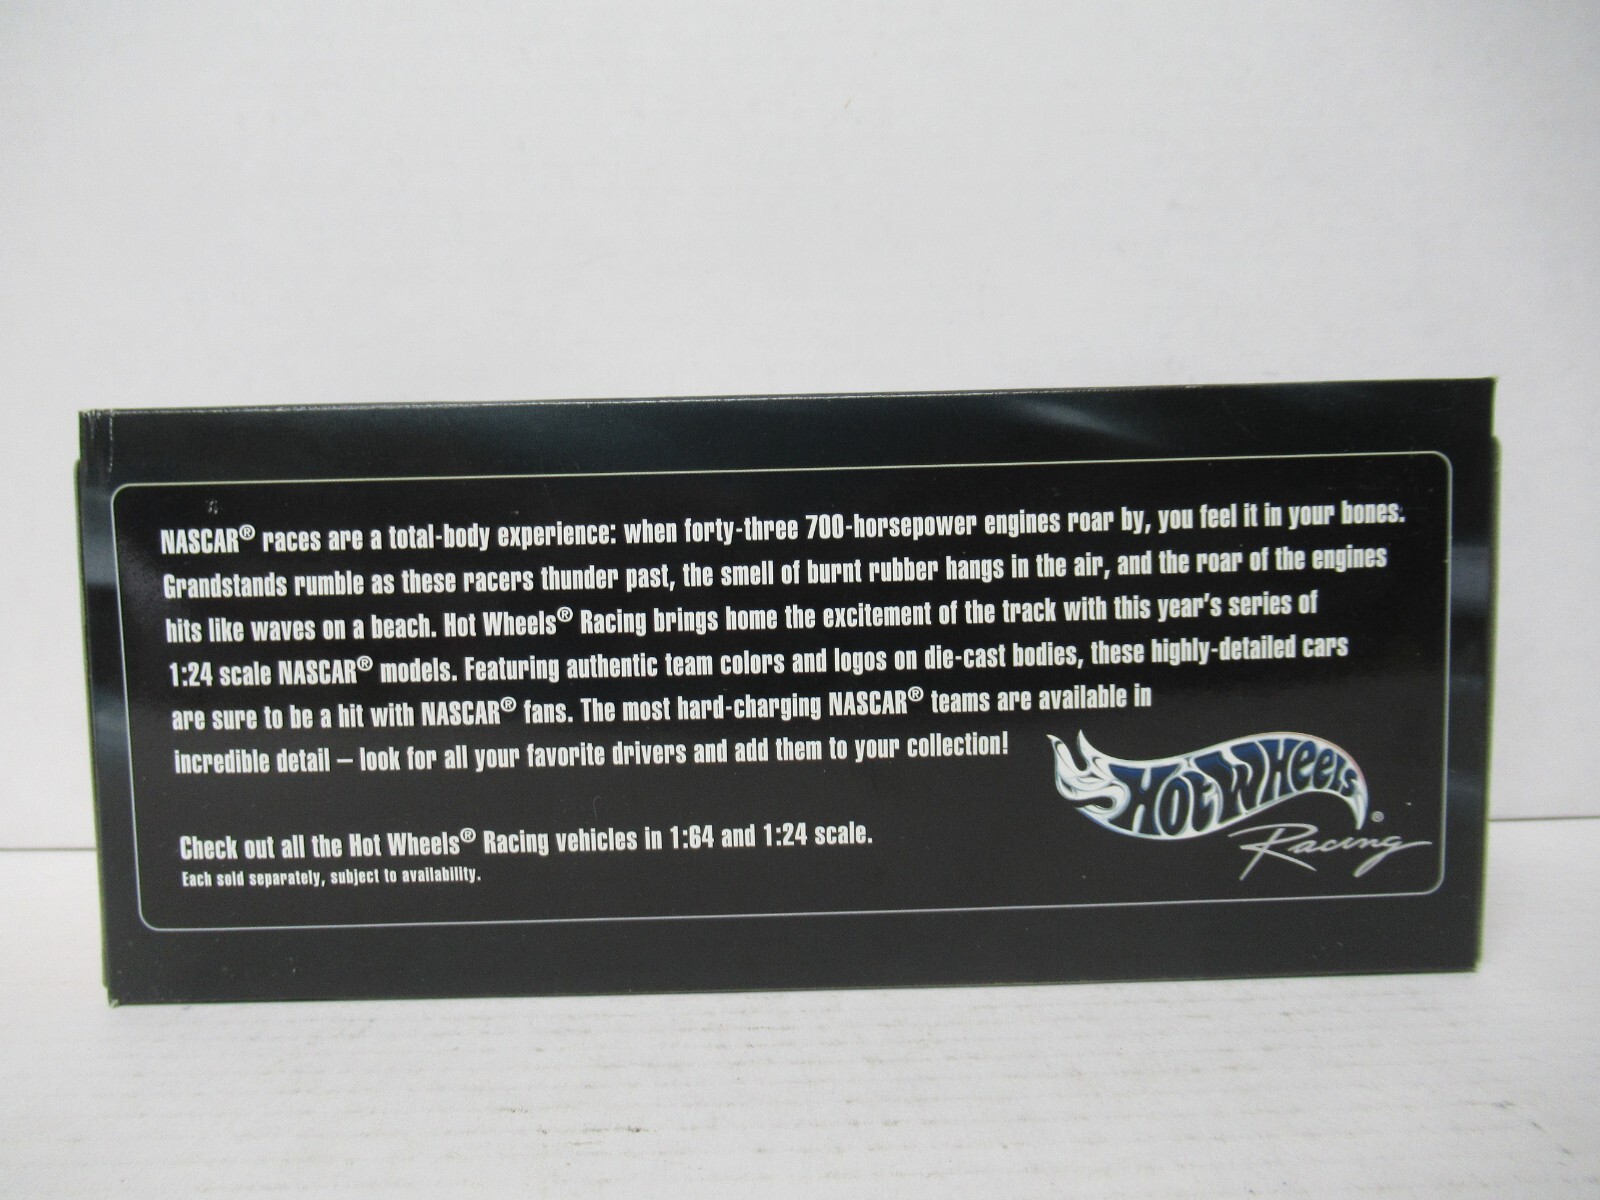 NASCAR® races are a total-body experience: when forty-three 700-horsepower engines roar by, you feel it in your bones.
Grandstands rumble as these racers thunder past, the smell of burnt rubber hangs in the air, and the roar of the engines
hits like waves on a beach. Hot Wheels® Racing brings home the excitement of the track with this year's series of
1:24 scale NASCAR® models. Featuring authentic team colors and logos on die-cast bodies, these highly-detailed cars
are sure to be a hit with NASCAR® fans. The most hard-charging NASCAR® teams are available in
incredible detail – look for all your favorite drivers and add them to your collection!
Check out all the Hot Wheels® Racing vehicles in 1:64 and 1:24 scale.
Each sold separately, subject to availability.
HOT WHEELS®
Racing